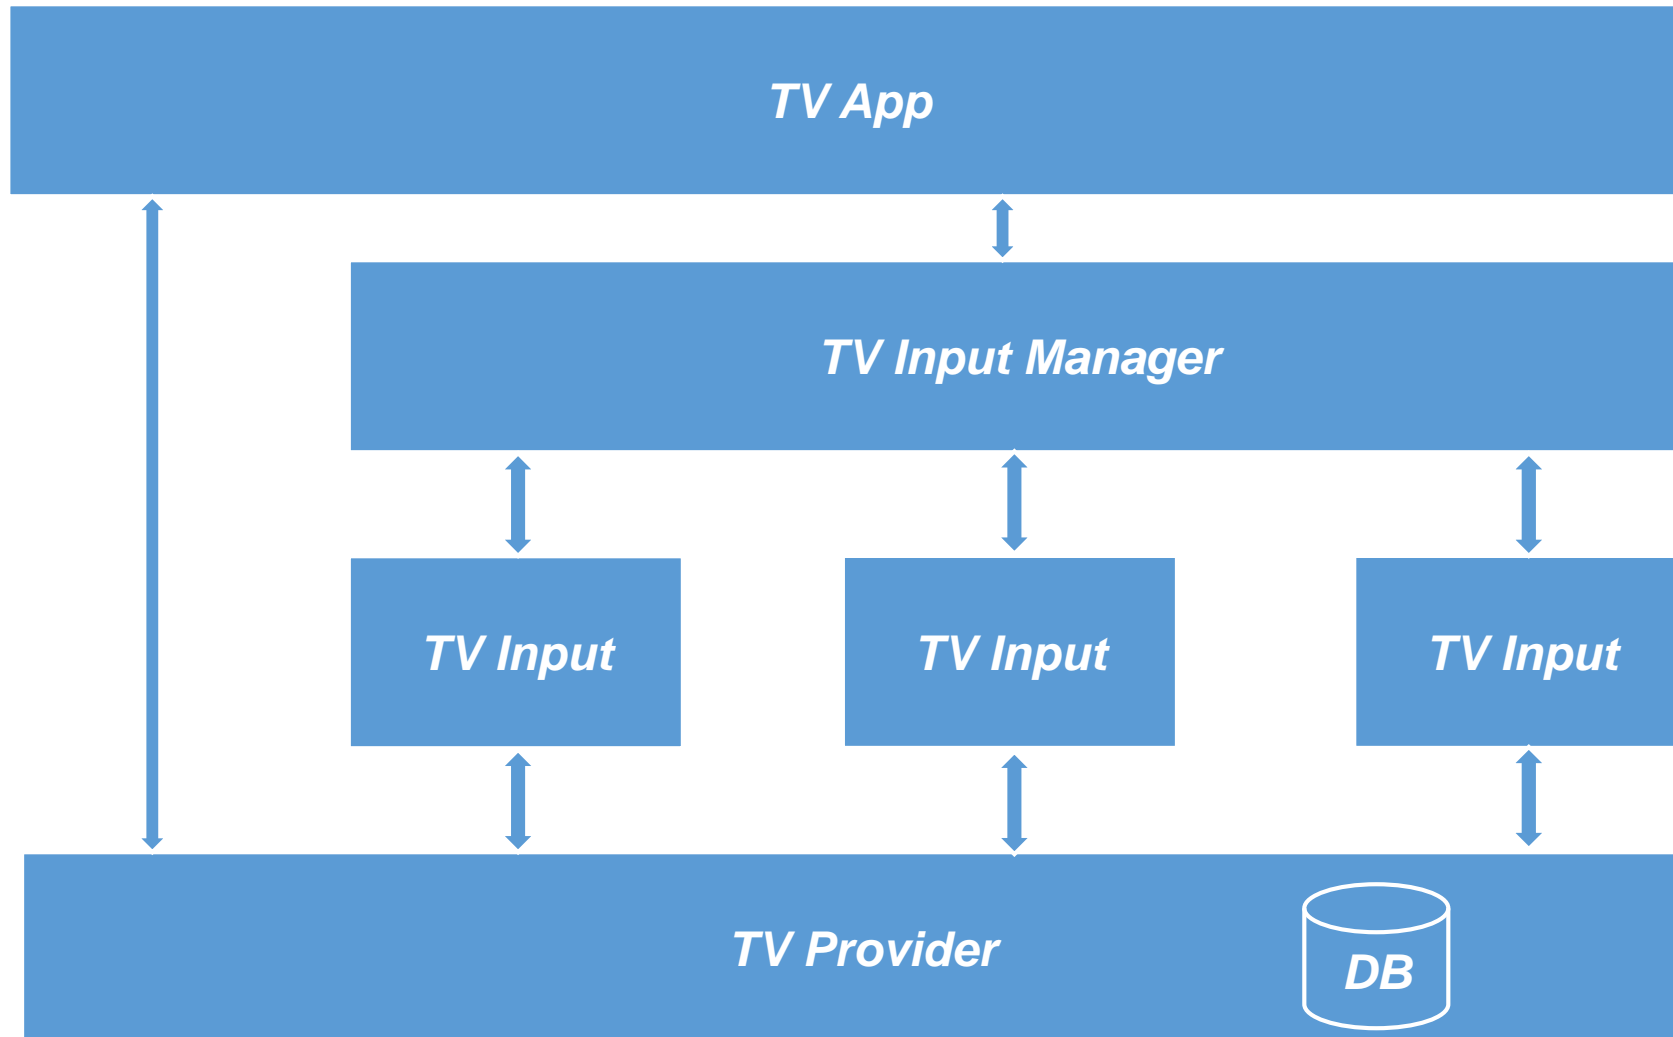 TV App
TV Input Manager
TV Input
TV Input
TV Input
TV Provider
DB